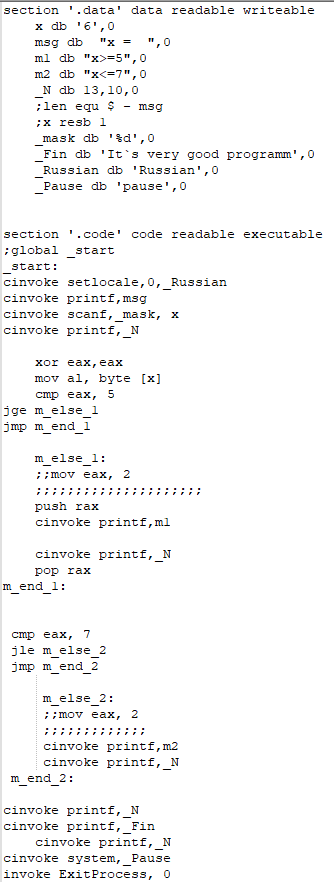 section '.data' data readable writeable
x db '6',0
msg db  "x =  ",0
m1 db "x>=5",0
m2 db "x<=7",0
_N db 13,10,0
;len equ $ - msg
;x resb 1
_mask db '%d',0
_Fin db 'It`s very good programm',0
_Russian db 'Russian',0
_Pause db 'pause',0
section '.code' code readable executable
;global _start
_start:
cinvoke setlocale,0,_Russian
cinvoke printf,msg
cinvoke scanf,_mask, x
cinvoke printf,_N
xor eax,eax
mov al, byte [x]
cmp eax, 5
jge m_else_1
jmp m_end_1
m_else_1:
;;mov eax, 2
;;;;;;;;;;;;;;;;;;;;;
push rax
cinvoke printf,m1
cinvoke printf,_N
pop rax
m_end_1:
cmp eax, 7
jle m_else_2
jmp m_end_2
m_else_2:
;;mov eax, 2
;;;;;;;;;;;;;
cinvoke printf,m2
cinvoke printf,_N
m_end_2:
cinvoke printf,_N
cinvoke printf,_Fin
cinvoke printf,_N
cinvoke system,_Pause
invoke ExitProcess, 0